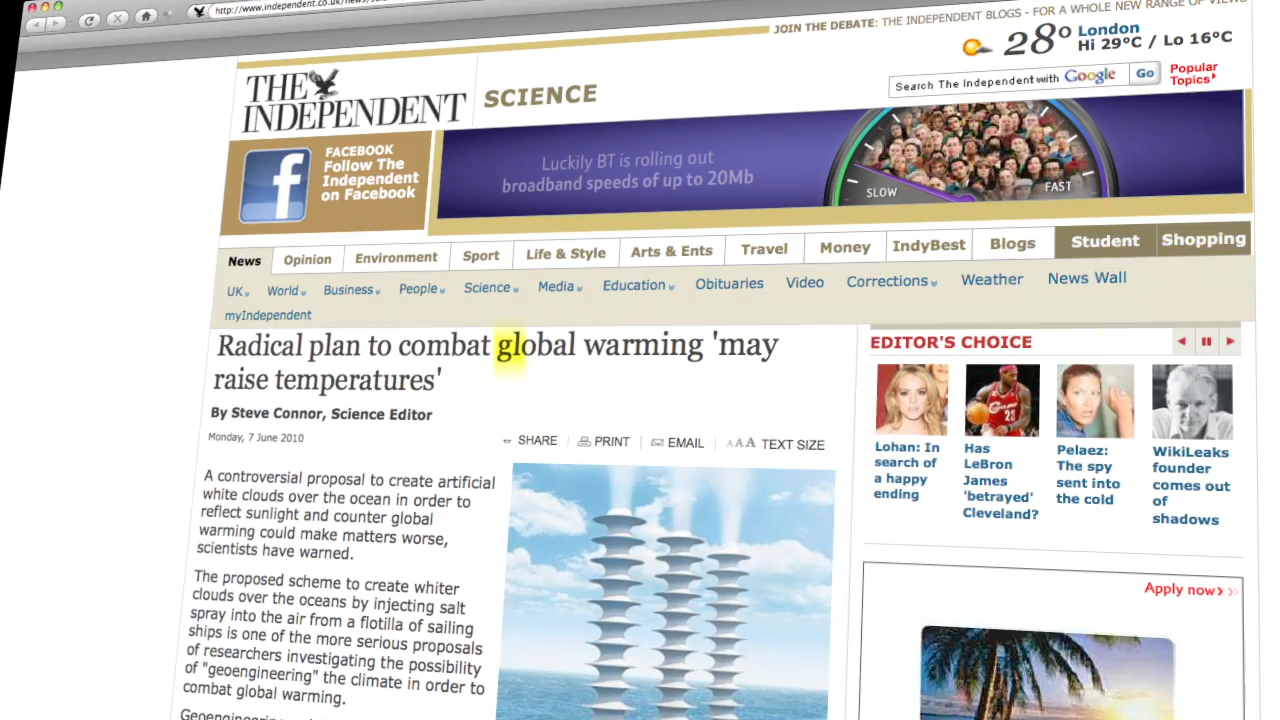 http://www.independent.co.uk/news/
JOIN THE DEBATE: THE INDEPENDENT BLOGS - FOR A WHOLE NEW RANGE OF VIEWS
28° London
Hi 29°C / Lo 16°C
THE INDEPENDENT
SCIENCE
Search The Independent with Google Go
Popular Topics
FACEBOOK
Follow The
Independent
on Facebook
Luckily BT is rolling out
broadband speeds of up to 20Mb
SLOW FAST
News Opinion Environment Sport Life & Style Arts & Ents Travel Money IndyBest Blogs Student Shopping
UK World Business People Science Media Education Obituaries Video Corrections Weather News Wall
myIndependent
Radical plan to combat global warming 'may
raise temperatures'
By Steve Connor, Science Editor
Monday, 7 June 2010
SHARE PRINT EMAIL AAA TEXT SIZE
A controversial proposal to create artificial
white clouds over the ocean in order to
reflect sunlight and counter global
warming could make matters worse,
scientists have warned.
The proposed scheme to create whiter
clouds over the oceans by injecting salt
spray into the air from a flotilla of sailing
ships is one of the more serious proposals
of researchers investigating the possibility
of "geoengineering" the climate in order to
combat global warming.
EDITOR'S CHOICE
Lohan: In
search of
a happy
ending
Has
LeBron
James
'betrayed'
Cleveland?
Pelaez:
The spy
sent into
the cold
WikiLeaks
founder
comes out
of
shadows
Apply now